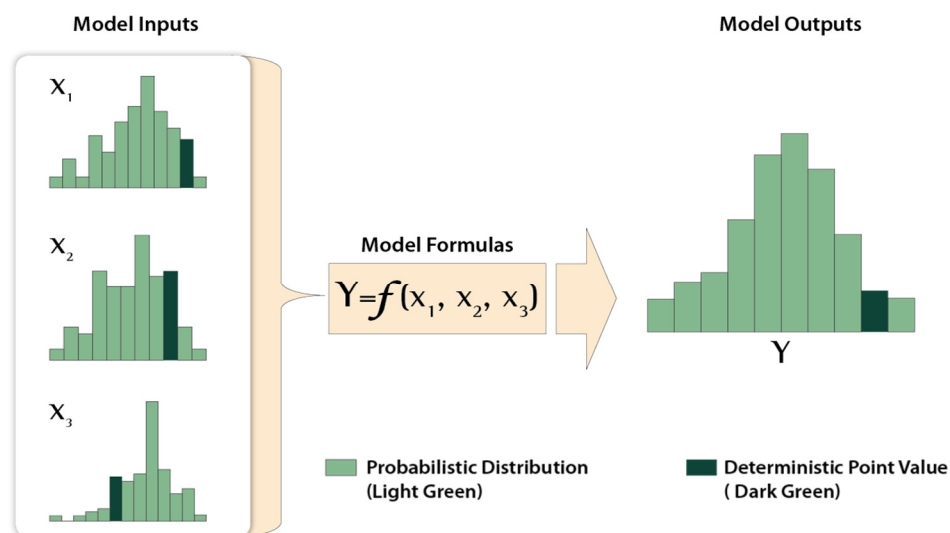 Model Inputs
Model Outputs
X₁
X₂
X₃
Model Formulas
Y=f(x₁, x₂, x₃)
Y
Probabilistic Distribution
(Light Green)
Deterministic Point Value
( Dark Green)